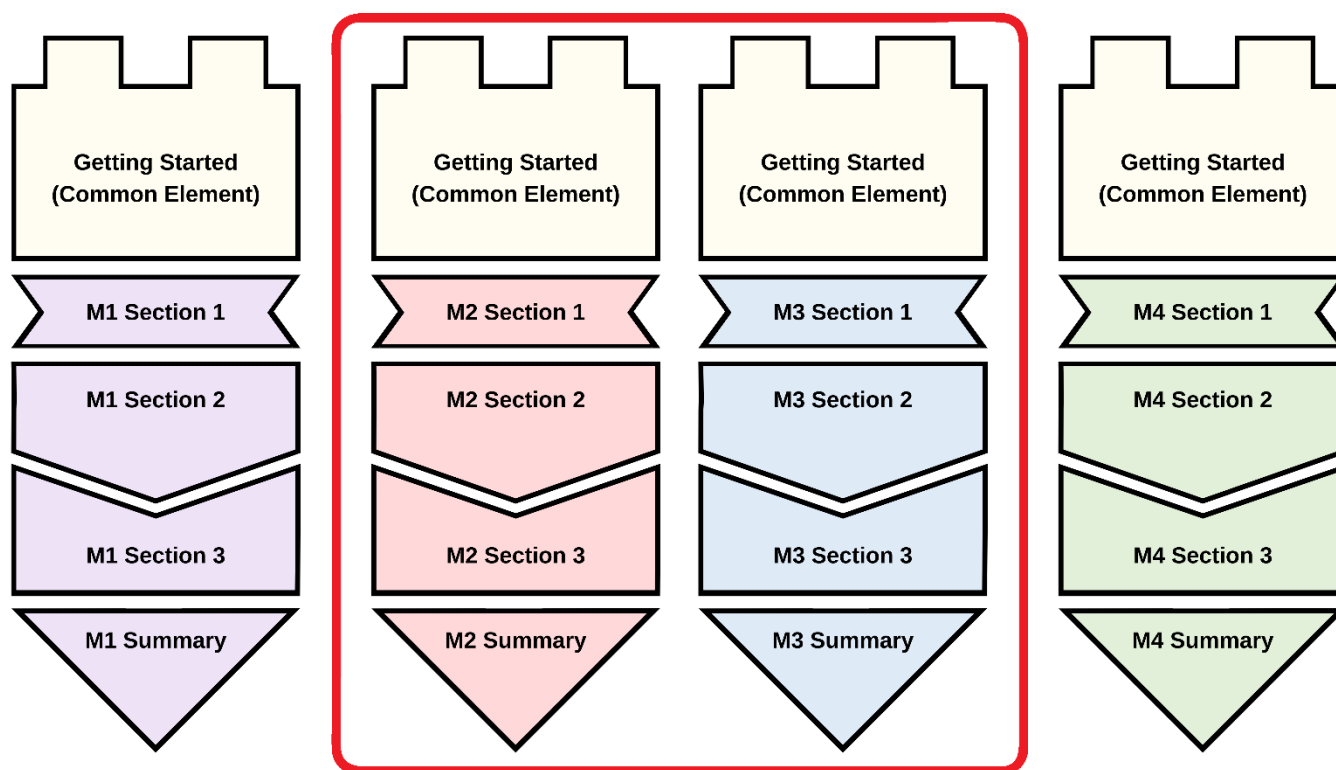 Getting Started
(Common Element)
M1 Section 1
M1 Section 2
M1 Section 3
M1 Summary
Getting Started
(Common Element)
M2 Section 1
M2 Section 2
M2 Section 3
M2 Summary
Getting Started
(Common Element)
M3 Section 1
M3 Section 2
M3 Section 3
M3 Summary
Getting Started
(Common Element)
M4 Section 1
M4 Section 2
M4 Section 3
M4 Summary